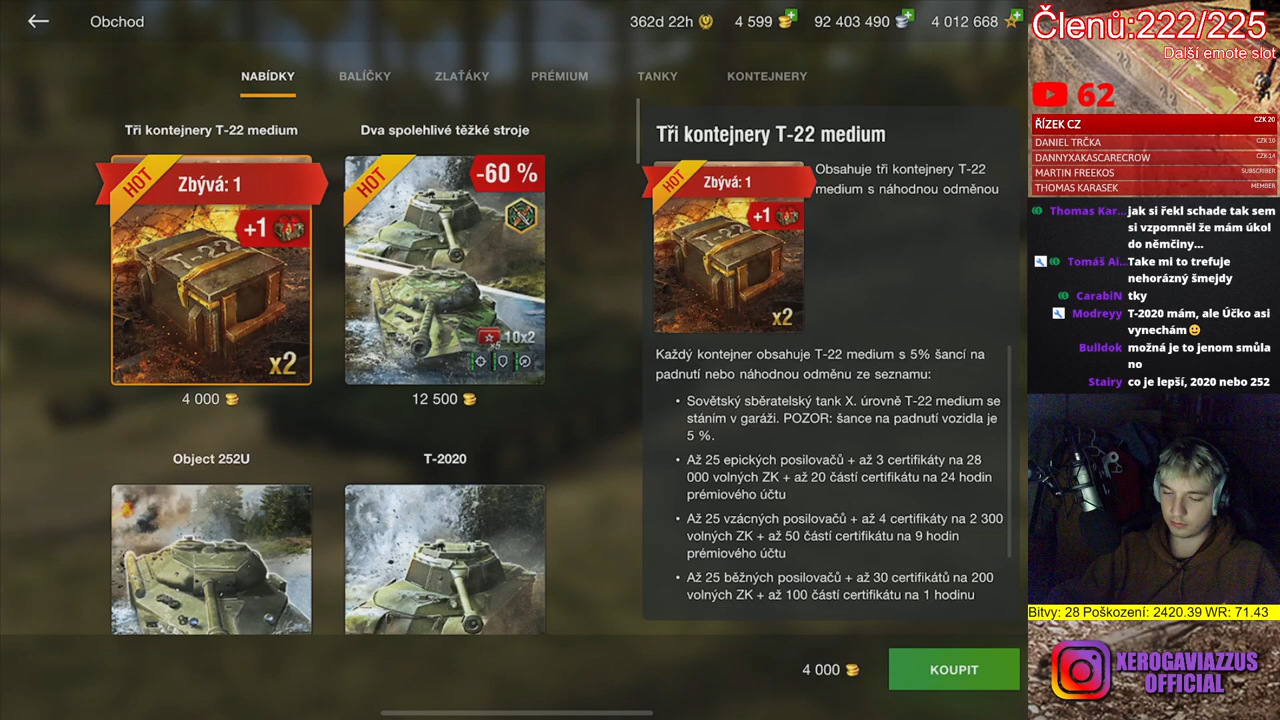 Obchod
362d 22h
4 599
92 403 490
4 012 668
NABÍDKY
BALÍČKY
ZLAŤÁKY
PRÉMIUM
TANKY
KONTEJNERY
Tři kontejnery T-22 medium
HOT
Zbývá: 1
+1
T-22
x2
4 000
Dva spolehlivé těžké stroje
HOT
-60 %
10x2
x5
12 500
Object 252U
T-2020
Tři kontejnery T-22 medium
HOT
Zbývá: 1
+1
T-22
x2
Obsahuje tři kontejnery T-22
medium s náhodnou odměnou
Každý kontejner obsahuje T-22 medium s 5% šancí na
padnutí nebo náhodnou odměnu ze seznamu:
• Sovětský sběratelský tank X. úrovně T-22 medium se
stáním v garáži. POZOR: šance na padnutí vozidla je
5 %.
• Až 25 epických posilovačů + až 3 certifikáty na 28
000 volných ZK + až 20 částí certifikátu na 24 hodin
prémiového účtu
• Až 25 vzácných posilovačů + až 4 certifikáty na 2 300
volných ZK + až 50 částí certifikátu na 9 hodin
prémiového účtu
• Až 25 běžných posilovačů + až 30 certifikátů na 200
volných ZK + až 100 částí certifikátu na 1 hodinu
4 000
KOUPIT
Členů:222/225
Další emote slot
62
ŘÍZEK CZ CZK 20
DANIEL TRČKA CZK 10
DANNYXAKASCARECROW CZK 14
MARTIN FREEKOS SUBSCRIBER
THOMAS KARASEK MEMBER
Thomas Kar... jak si řekl schade tak sem
si vzpomněl že mám úkol
do němčiny...
Tomáš Al... Take mi to trefuje
nehorázný šmejdy
CarabiN tky
Modreyy T-2020 mám, ale Účko asi
vynechám
Bulldok možná je to jenom smůla
no
Stairy co je lepší, 2020 nebo 252
Bitvy: 28 Poškození: 2420.39 WR: 71.43
XEROGAVIAZZUS
OFFICIAL